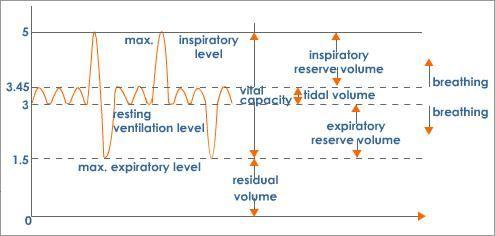 5
max. inspiratory
level
inspiratory
reserve volume
3.45
vital
capacity
tidal volume
breathing
3
resting
ventilation level
breathing
expiratory
reserve volume
1.5
max. expiratory level
residual
volume
0